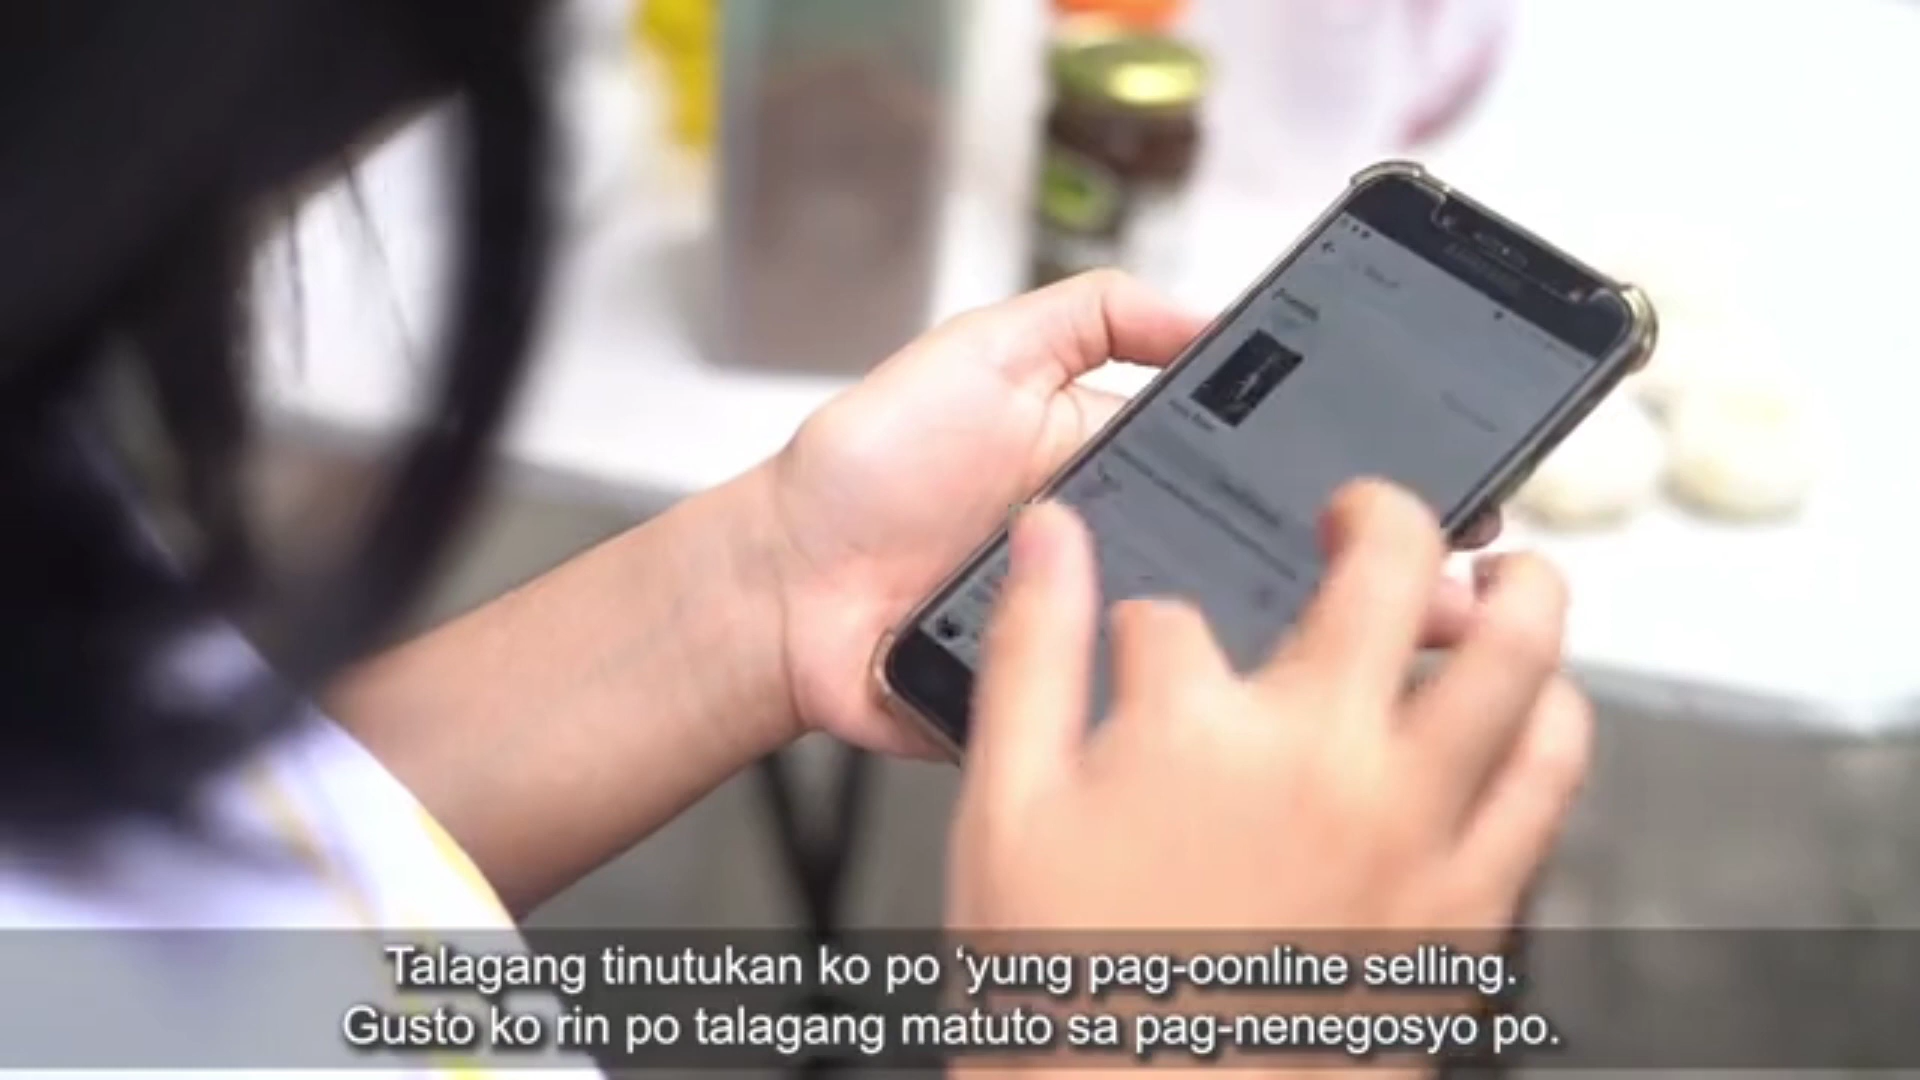 Talagang tinutukan ko po ‘yung pag-oonline selling.
Gusto ko rin po talagang matuto sa pag-nenegosyo po.